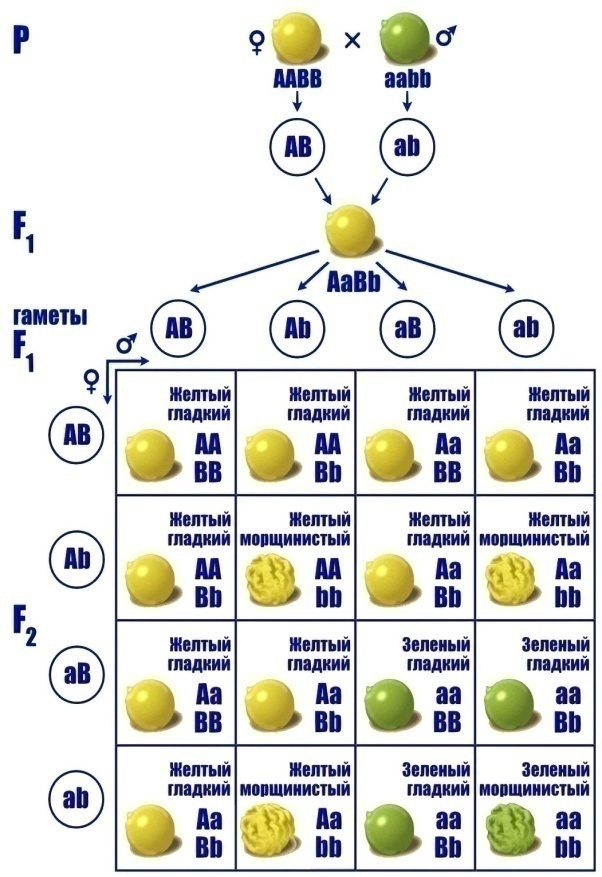 P
♀ × ♂
AABB aabb
AB ab
F1
AaBb
гаметы
F1
AB Ab aB ab
♂
♀
AB
Желтый гладкий
AA
BB
Желтый гладкий
AA
Bb
Желтый гладкий
Aa
BB
Желтый гладкий
Aa
Bb
Ab
Желтый гладкий
AA
Bb
Желтый морщинистый
AA
bb
Желтый гладкий
Aa
Bb
Желтый морщинистый
Aa
bb
F2
aB
Желтый гладкий
Aa
BB
Желтый гладкий
Aa
Bb
Зеленый гладкий
aa
BB
Зеленый гладкий
aa
Bb
ab
Желтый гладкий
Aa
Bb
Желтый морщинистый
Aa
bb
Зеленый гладкий
aa
Bb
Зеленый морщинистый
aa
bb